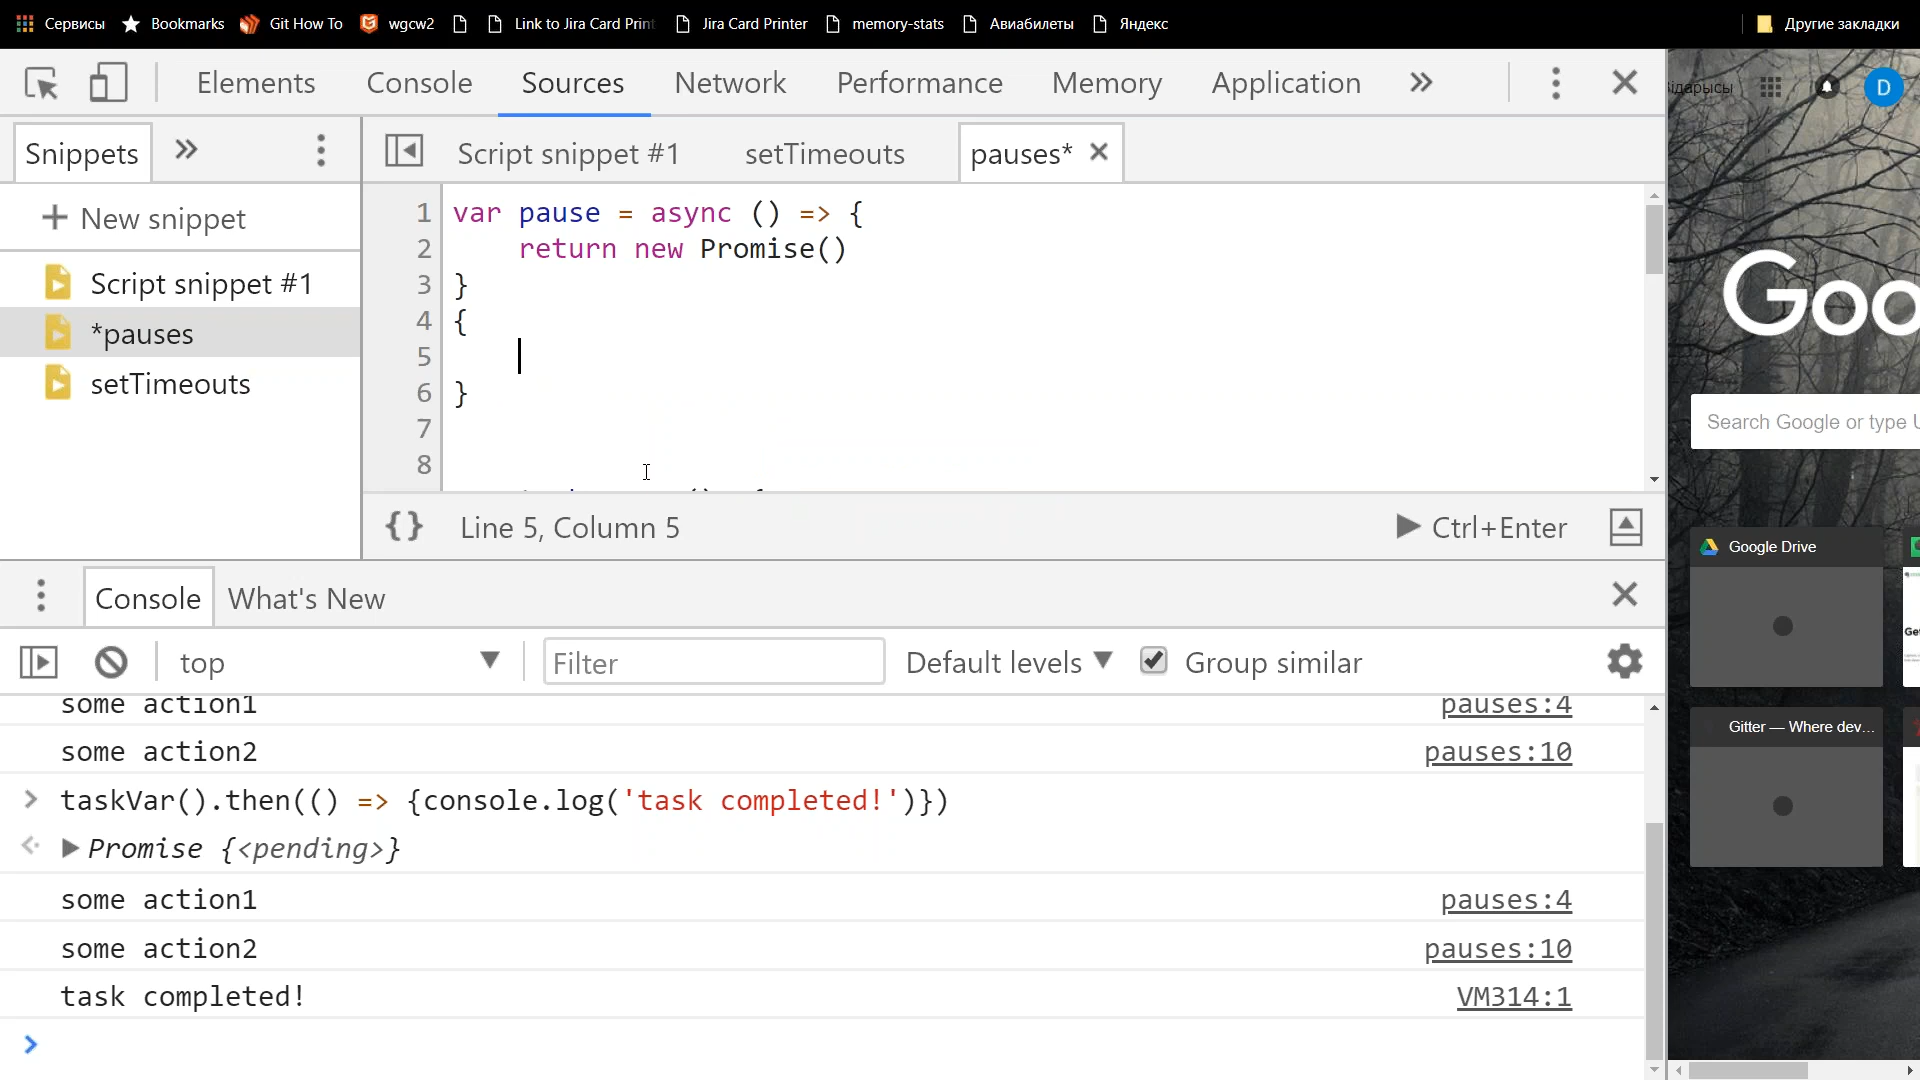 Сервисы Bookmarks Git How To wgcw2 Link to Jira Card Print Jira Card Printer memory-stats Авиабилеты Яндекс Другие закладки
Elements Console Sources Network Performance Memory Application »
Snippets » Script snippet #1 setTimeouts pauses* ×
+ New snippet
Script snippet #1
*pauses
setTimeouts
1 var pause = async () => {
2 return new Promise()
3 }
4 {
5
6 }
7
8
{} Line 5, Column 5 Ctrl+Enter
Console What's New
top Filter Default levels Group similar
some action1 pauses:4
some action2 pauses:10
> taskVar().then(() => {console.log('task completed!')})
Promise {<pending>}
some action1 pauses:4
some action2 pauses:10
task completed! VM314:1
>
D
Goo
Search Google or type U
Google Drive
Gitter — Where dev...